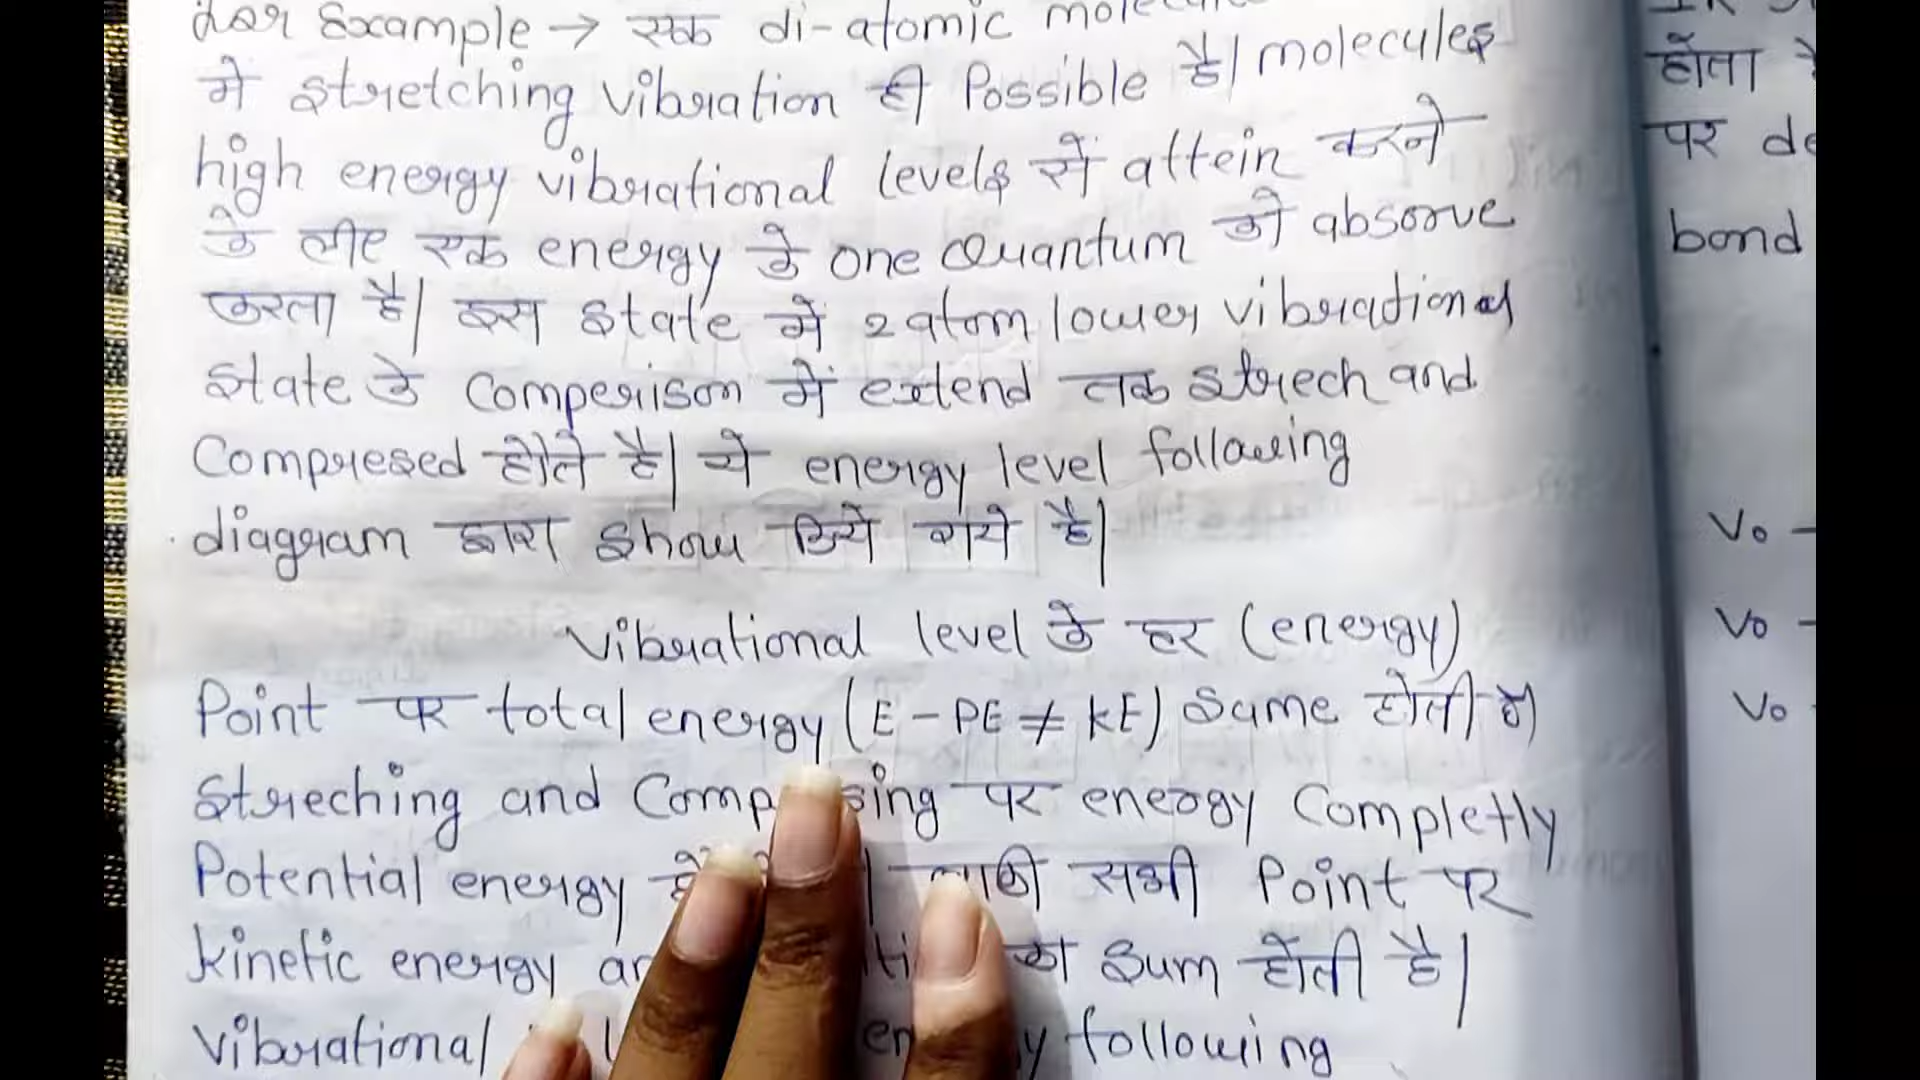 for Example → एक di-atomic
में stretching vibration ही Possible है। molecules
high energy vibrational levels से attein करने
के लीए एक energy के one Quantum को absorve
करता है। इस state में 2 atom lower vibrational
state के Comperison में extend तक strech and
Compresed होते है। ये energy level following
diagram द्वारा show किये गये है।
Vibrational level के हर (energy)
Point पर total energy (E - PE ≠ KE) same होती है
streching and पर energy Completly
Potential energy सभी Point पर
kinetic energy का sum होती है।
Vibrational following
होता
पर
bond
V₀ -
V₀ -
V₀